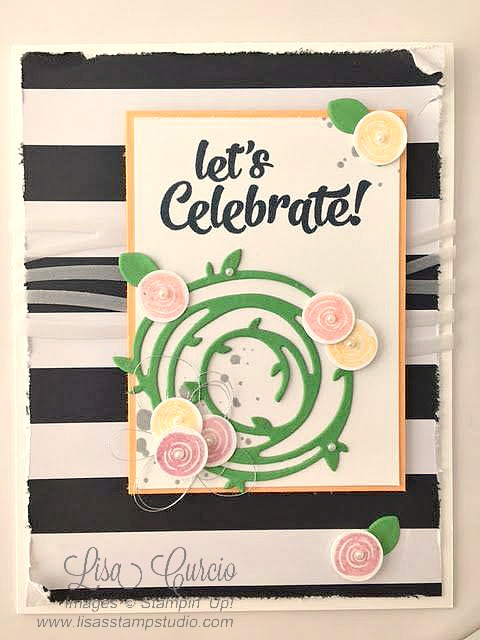 let's
Celebrate!
Lisa Curcio
Images © Stampin' Up!
www.lisasstampstudio.com